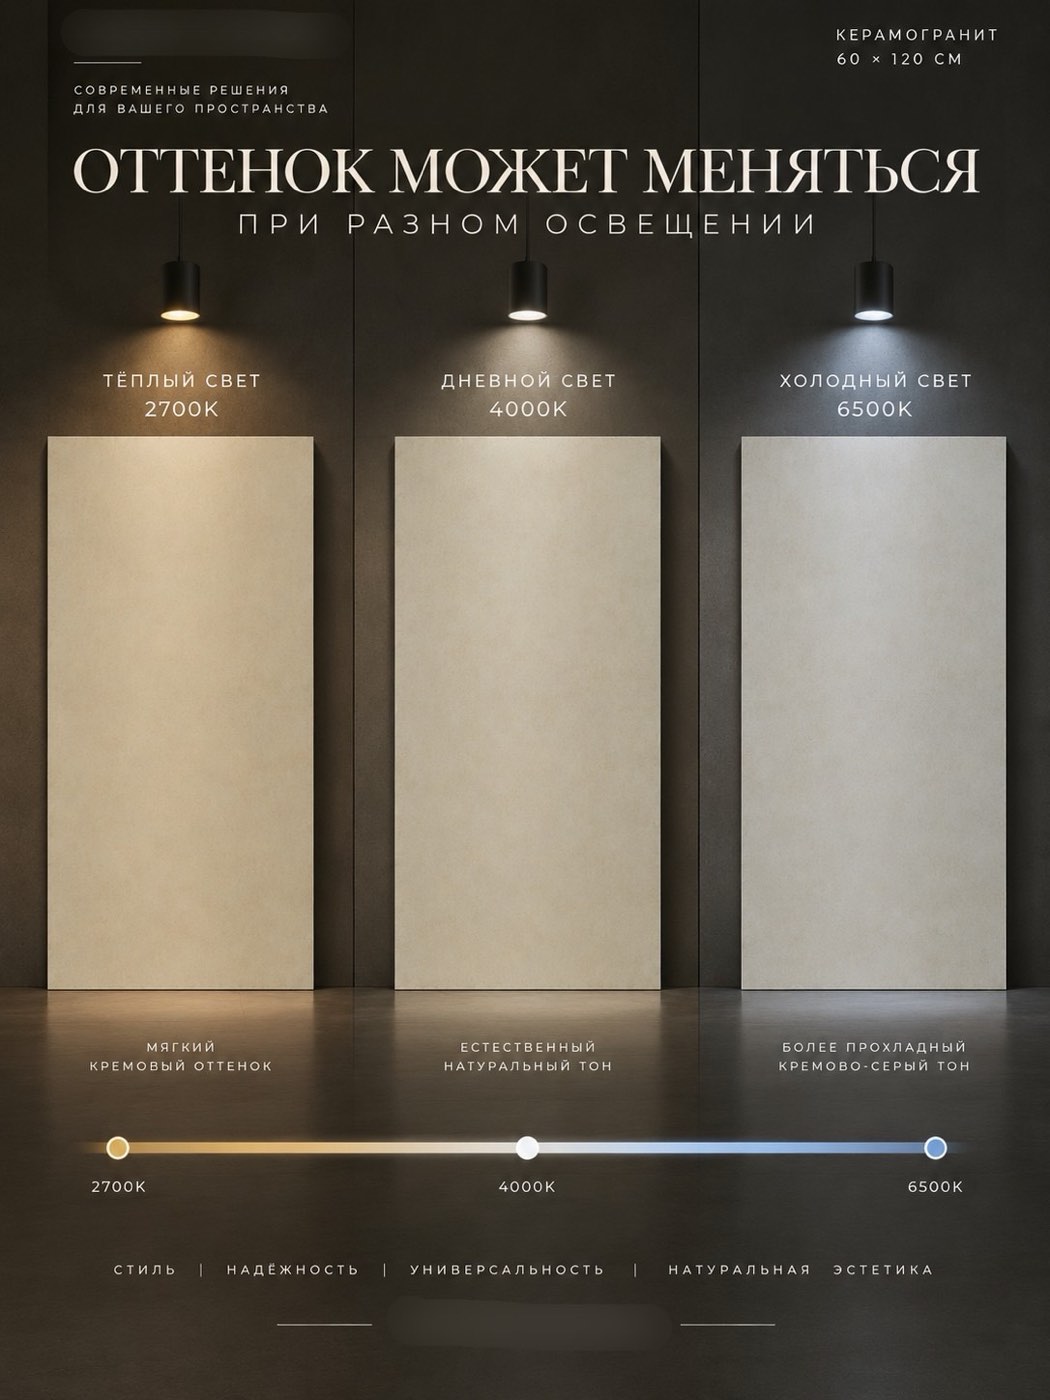 КЕРАМОГРАНИТ
60 × 120 СМ
СОВРЕМЕННЫЕ РЕШЕНИЯ
ДЛЯ ВАШЕГО ПРОСТРАНСТВА
ОТТЕНОК МОЖЕТ МЕНЯТЬСЯ
ПРИ РАЗНОМ ОСВЕЩЕНИИ
ТЁПЛЫЙ СВЕТ
2700K
ДНЕВНОЙ СВЕТ
4000K
ХОЛОДНЫЙ СВЕТ
6500K
МЯГКИЙ
КРЕМОВЫЙ ОТТЕНОК
ЕСТЕСТВЕННЫЙ
НАТУРАЛЬНЫЙ ТОН
БОЛЕЕ ПРОХЛАДНЫЙ
КРЕМОВО-СЕРЫЙ ТОН
2700K
4000K
6500K
СТИЛЬ | НАДЁЖНОСТЬ | УНИВЕРСАЛЬНОСТЬ | НАТУРАЛЬНАЯ ЭСТЕТИКА